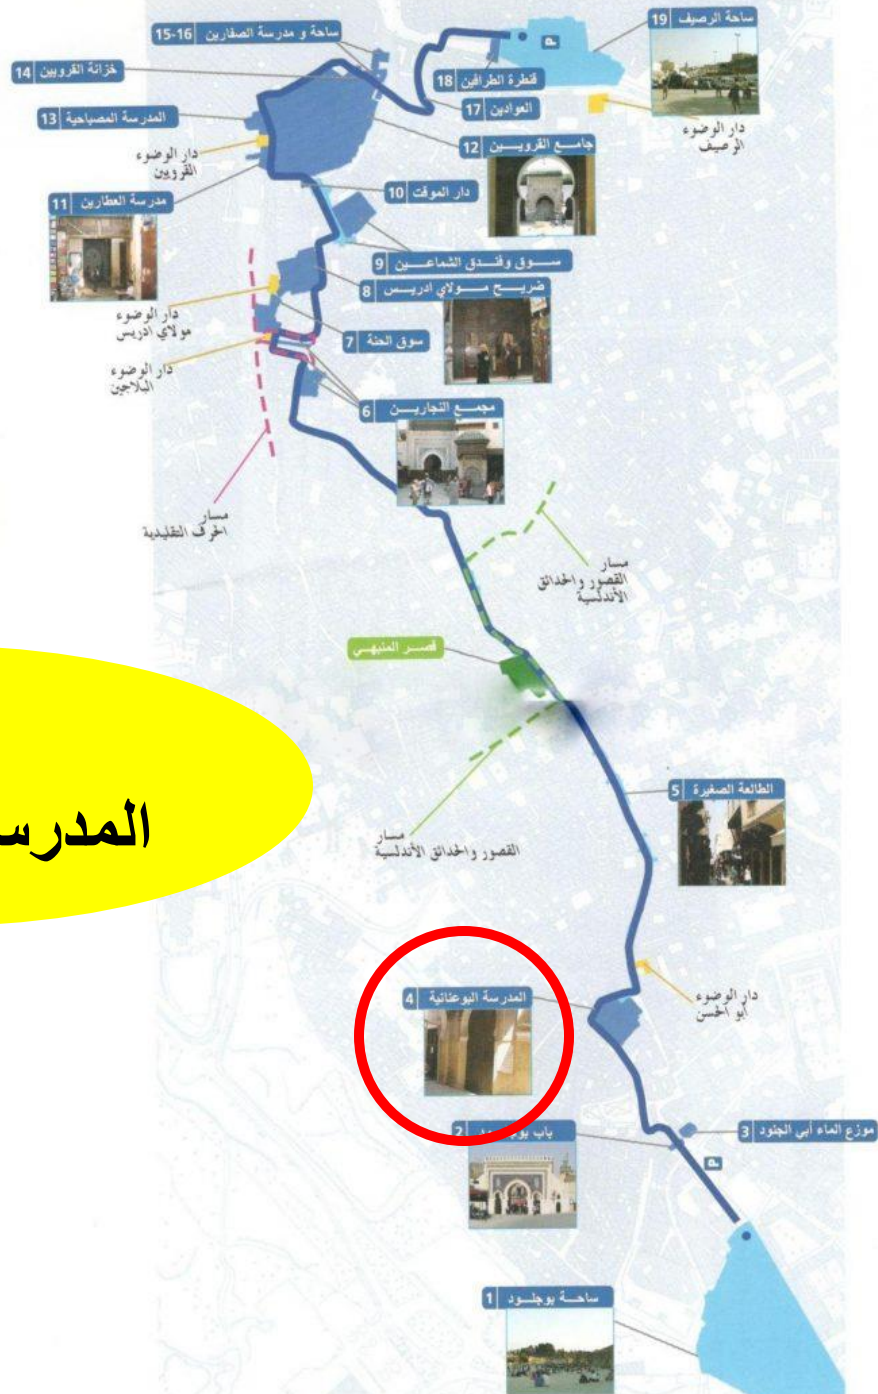 19 ساحة الرصيف
15-16 ساحة و مدرسة الصفارين
14 خزانة القرويين
18 قنطرة الطرافين
17 العوادين
13 المدرسة المصباحية
دار الوضوء
الرصيف
12 جامع القرويين
دار الوضوء
القرويين
10 دار الموقت
11 مدرسة العطارين
9 سوق وفندق الشماعين
8 ضريح مولاي ادريس
دار الوضوء
مولاي ادريس
7 سوق الحنة
دار الوضوء
البلاجين
6 مجمع النجارين
مسار
الحرف التقليدية
مسار
القصور والحدائق
الأندلسية
قصر المنبهي
5 الطالعة الصغيرة
المدرس
مسار
القصور والحدائق الأندلسية
4 المدرسة البوعنانية
دار الوضوء
أبو الحسن
3 موزع الماء أبي الجنود
2 باب
P
P
1 ساحة بوجلود